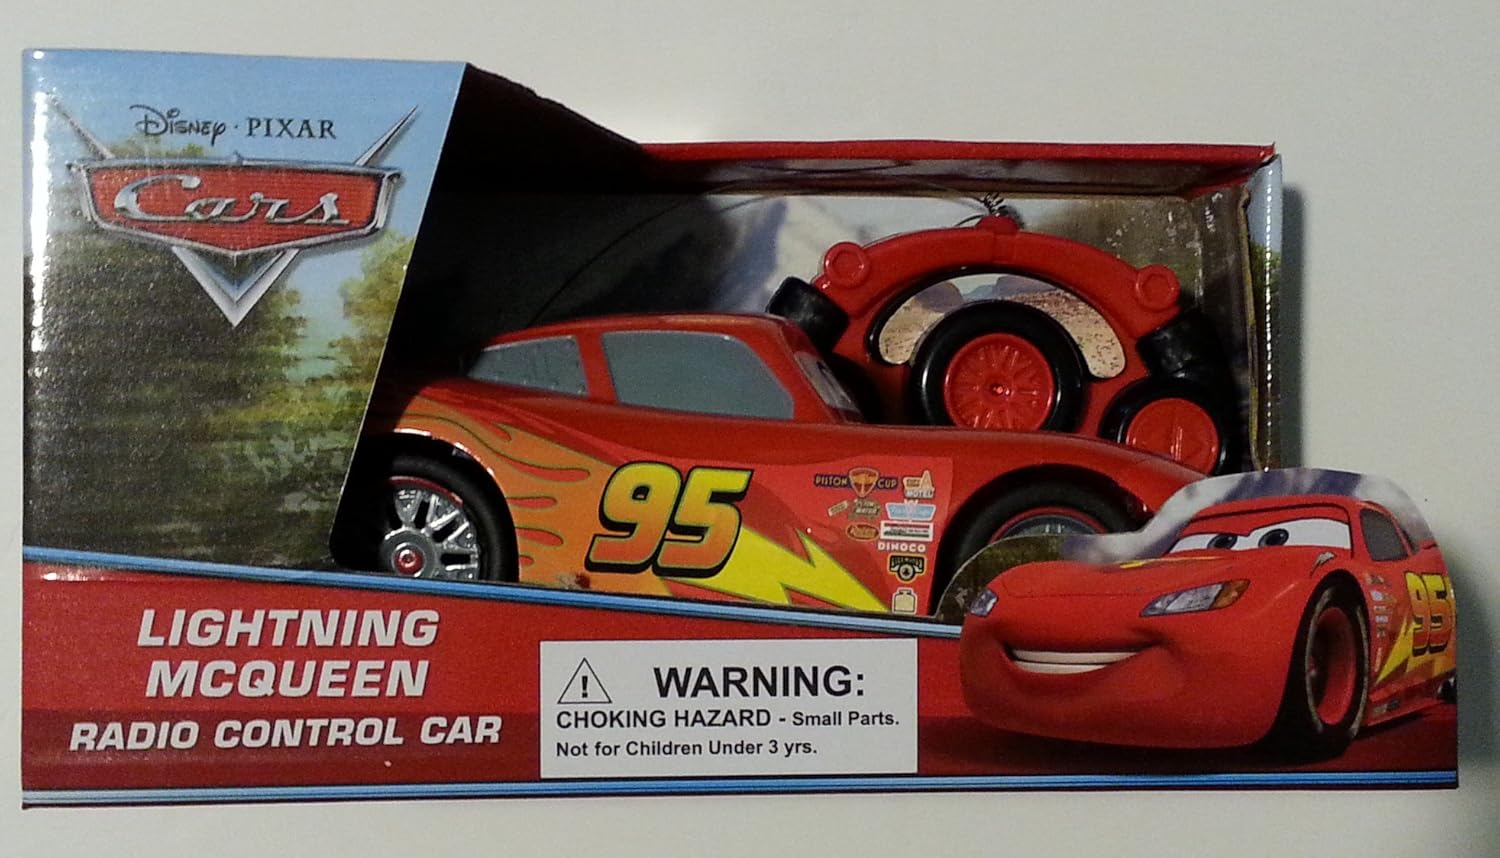 Disney · PIXAR
Cars
95
PISTON CUP
MOTEL
DINOCO
95
LIGHTNING
MCQUEEN
RADIO CONTROL CAR
WARNING:
CHOKING HAZARD - Small Parts.
Not for Children Under 3 yrs.